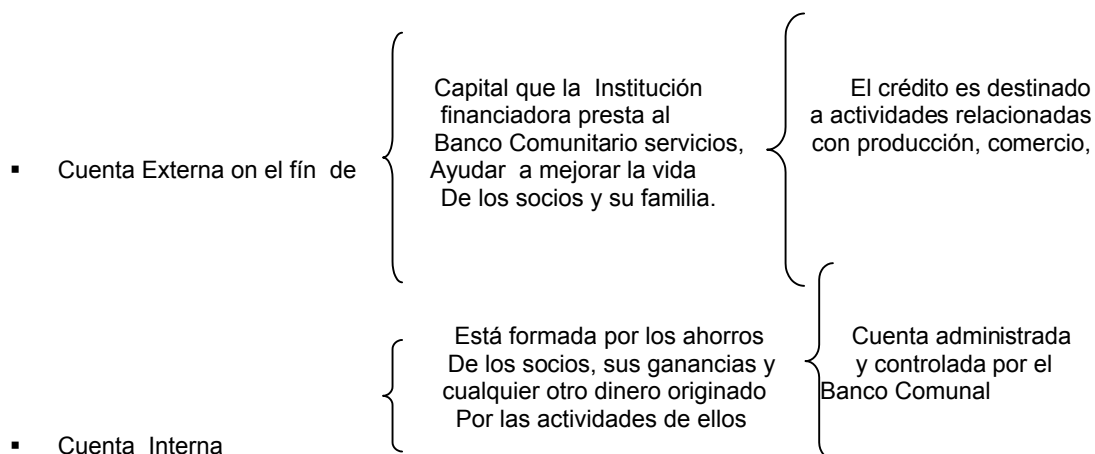 Capital que la Institución
financiadora presta al
Banco Comunitario servicios,
Ayudar a mejorar la vida
De los socios y su familia.
El crédito es destinado
a actividades relacionadas
con producción, comercio,
▪ Cuenta Externa on el fín de
Está formada por los ahorros
De los socios, sus ganancias y
cualquier otro dinero originado
Por las actividades de ellos
Cuenta administrada
y controlada por el
Banco Comunal
▪ Cuenta Interna